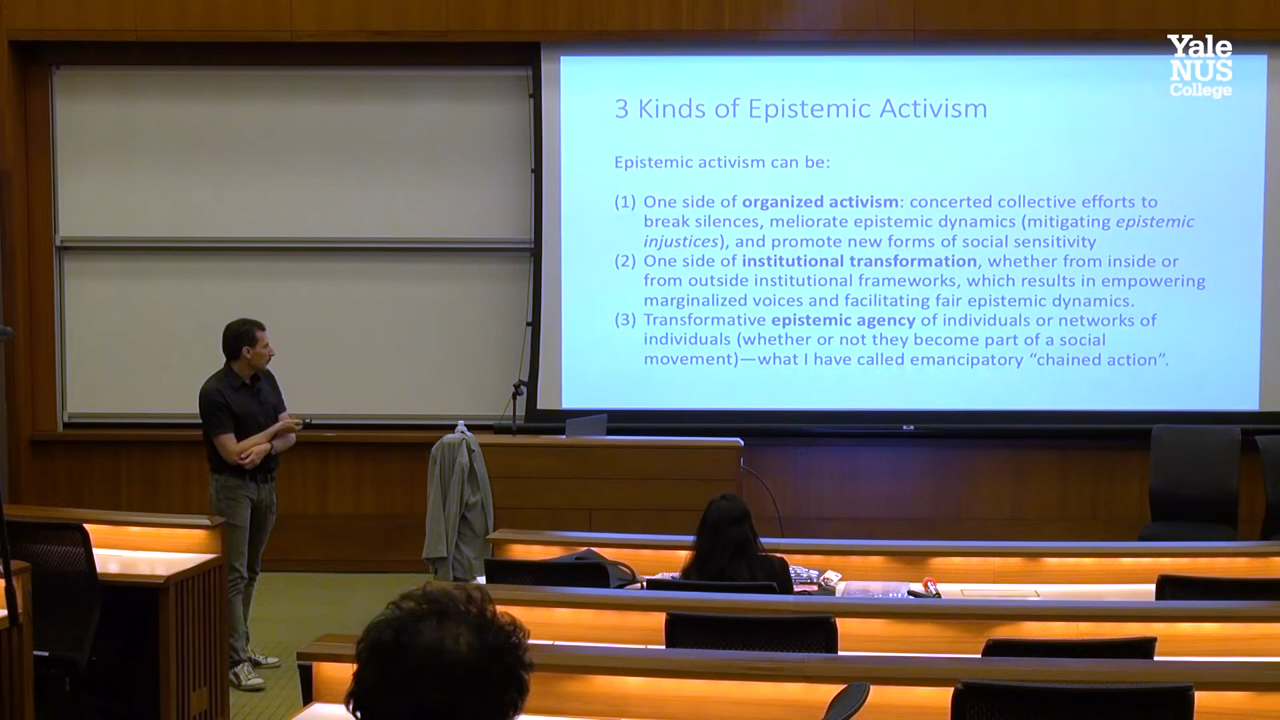 Yale
NUS
College
3 Kinds of Epistemic Activism
Epistemic activism can be:
(1) One side of organized activism: concerted collective efforts to
break silences, meliorate epistemic dynamics (mitigating epistemic
injustices), and promote new forms of social sensitivity
(2) One side of institutional transformation, whether from inside or
from outside institutional frameworks, which results in empowering
marginalized voices and facilitating fair epistemic dynamics.
(3) Transformative epistemic agency of individuals or networks of
individuals (whether or not they become part of a social
movement)—what I have called emancipatory “chained action”.